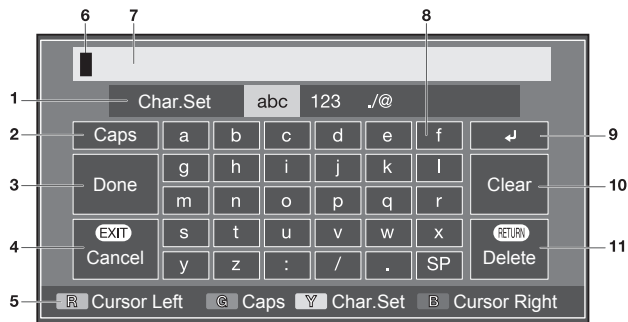 6 7 8
1 Char.Set abc 123 ./@
2 Caps a b c d e f ↵ 9
g h i j k l
3 Done Clear 10
m n o p q r
EXIT s t u v w x RETURN
4 Cancel Delete 11
y z : / . SP
5 R Cursor Left G Caps Y Char.Set B Cursor Right